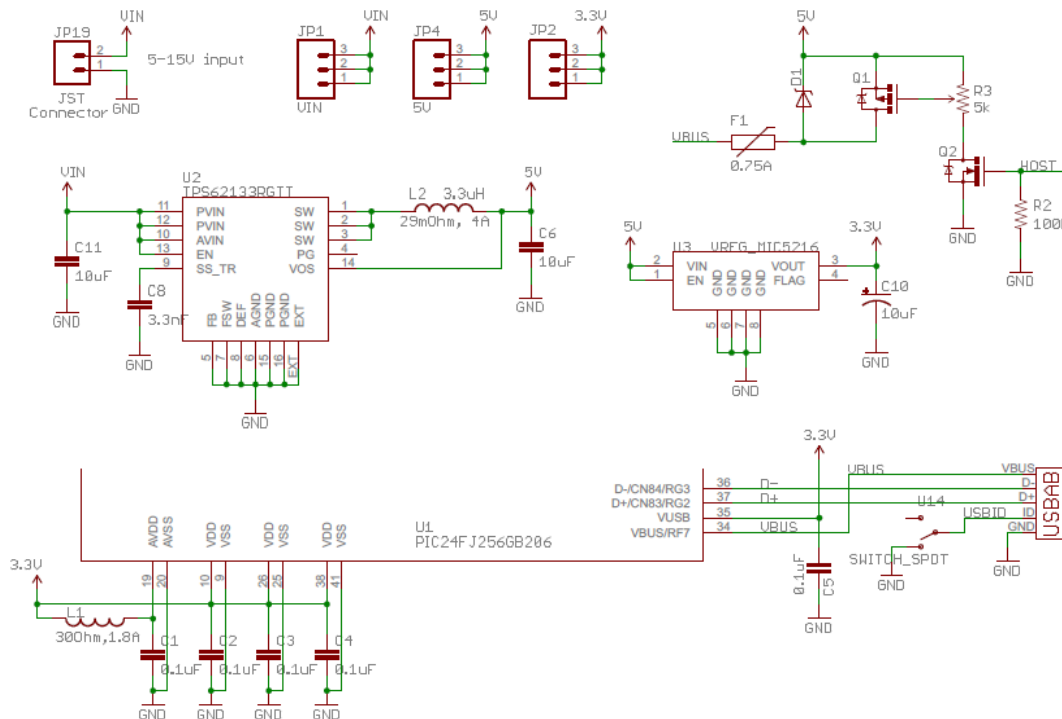 JP19
VIN
2
1
5-15V input
GND
JST
Connector
JP1
VIN
3
2
1
VIN
JP4
5V
3
2
1
5V
JP2
3.3V
3
2
1
5V
D1
Q1
R3
5k
F1
VBUS
0.75A
Q2
HOST
R2
GND
GND
VIN
C11
10uF
GND
U2
TPS62133RGTT
11 PVIN SW 1
12 PVIN SW 2
10 AVIN SW 3
13 EN PG 4
9 SS_TR VOS 14
FB FSW DEF AGND PGND PGND EXT
5 7 8 6 15 16 EXT
GND
C8
3.3nF
GND
L2 3.3uH
29mOhm, 4A
5V
C6
10uF
GND
5V
U3 VREG_MIC5216
2 VIN VOUT 3
1 EN FLAG 4
GND GND GND GND
5 6 7 8
GND
3.3V
C10
10uF
GND
U1
PIC24FJ256GB206
D-/CN84/RG3 36 D-
D+/CN83/RG2 37 D+
VUSB 35
VBUS/RF7 34 VBUS
AVDD AVSS VDD VSS VDD VSS VDD VSS
19 20 10 9 26 25 38 41
3.3V
L1
30Ohm,1.8A
C1
0.1uF
C2
0.1uF
C3
0.1uF
C4
0.1uF
GND
GND
GND
GND
3.3V
0.1uF
C5
GND
VBUS
U14
SWITCH_SPDT
GND
USBID
GND
VBUS
D-
D+
ID
GND
USBAB